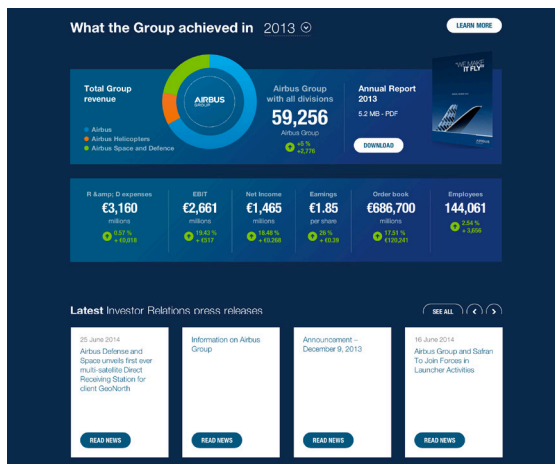 What the Group achieved in 2013
LEARN MORE
Total Group
revenue
Airbus
Airbus Helicopters
Airbus Space and Defence
AIRBUS
GROUP
Airbus Group
with all divisions
59,256
Airbus Group
+5 %
+2,776
Annual Report
2013
5.2 MB - PDF
DOWNLOAD
"WE MAKE
IT FLY"
R &amp; D expenses
€3,160
millions
0.57 %
+ €0,018
EBIT
€2,661
millions
19.43 %
+ €517
Net Income
€1,465
millions
18.48 %
+ €0.268
Earnings
€1.85
per share
26 %
+ €0.39
Order book
€686,700
millions
17.51 %
€120,241
Employees
144,061
2.54 %
+ 3,656
Latest Investor Relations press releases
SEE ALL
25 June 2014
Airbus Defense and
Space unveils first ever
multi-satellite Direct
Receiving Station for
client GeoNorth
READ NEWS
Information on Airbus
Group
READ NEWS
Announcement –
December 9, 2013
READ NEWS
16 June 2014
Airbus Group and Safran
To Join Forces in
Launcher Activities
READ NEWS